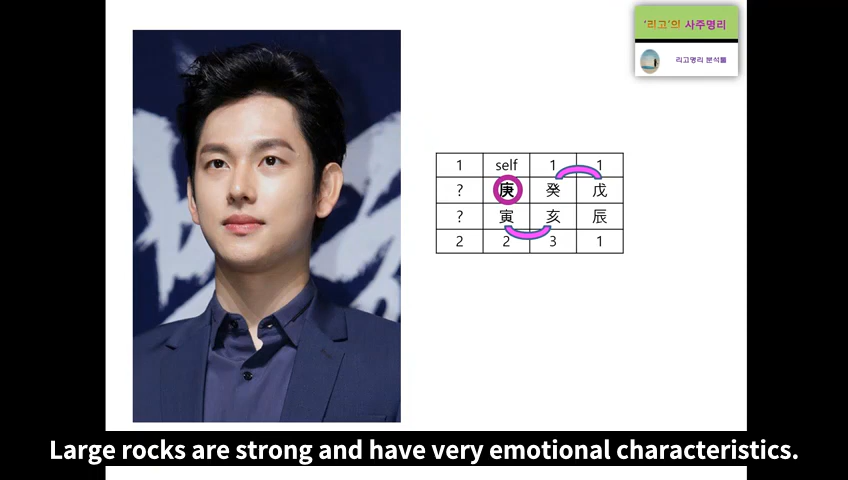 '리고'의 사주명리
리고명리 분석틀
1 self 1 1
? 庚 癸 戊
? 寅 亥 辰
2 2 3 1
Large rocks are strong and have very emotional characteristics.